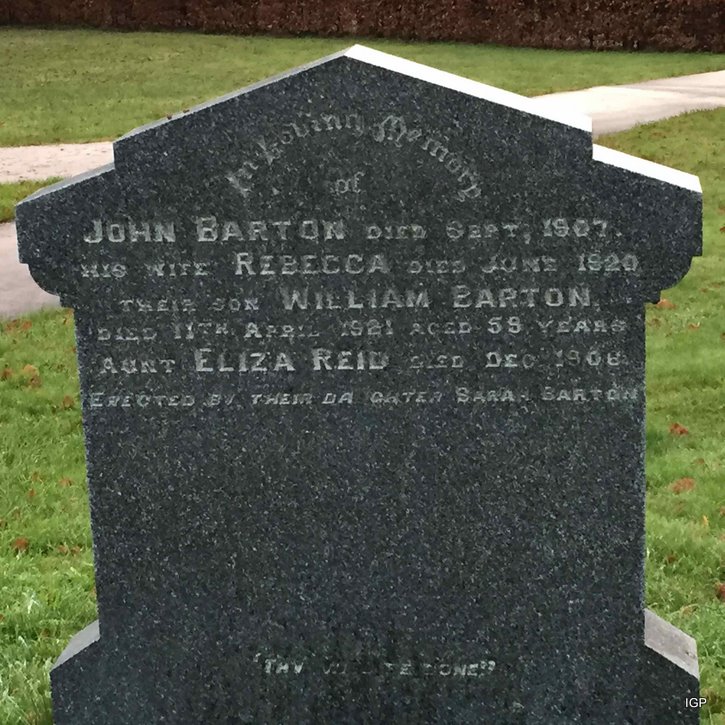 In Loving Memory
of
JOHN BARTON DIED SEPT, 1907.
HIS WIFE REBECCA DIED JUNE 1920
THEIR SON WILLIAM BARTON,
DIED 11TH APRIL 1921 AGED 59 YEARS
AUNT ELIZA REID DIED DEC 1908.
ERECTED BY THEIR DAUGHTER SARAH BARTON
"THY WILL BE DONE"
IGP